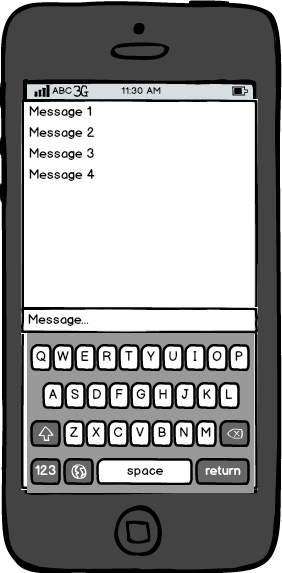 ABC 3G 11:30 AM
Message 1
Message 2
Message 3
Message 4
Message...
Q W E R T Y U I O P
A S D F G H J K L
Z X C V B N M
123 space return